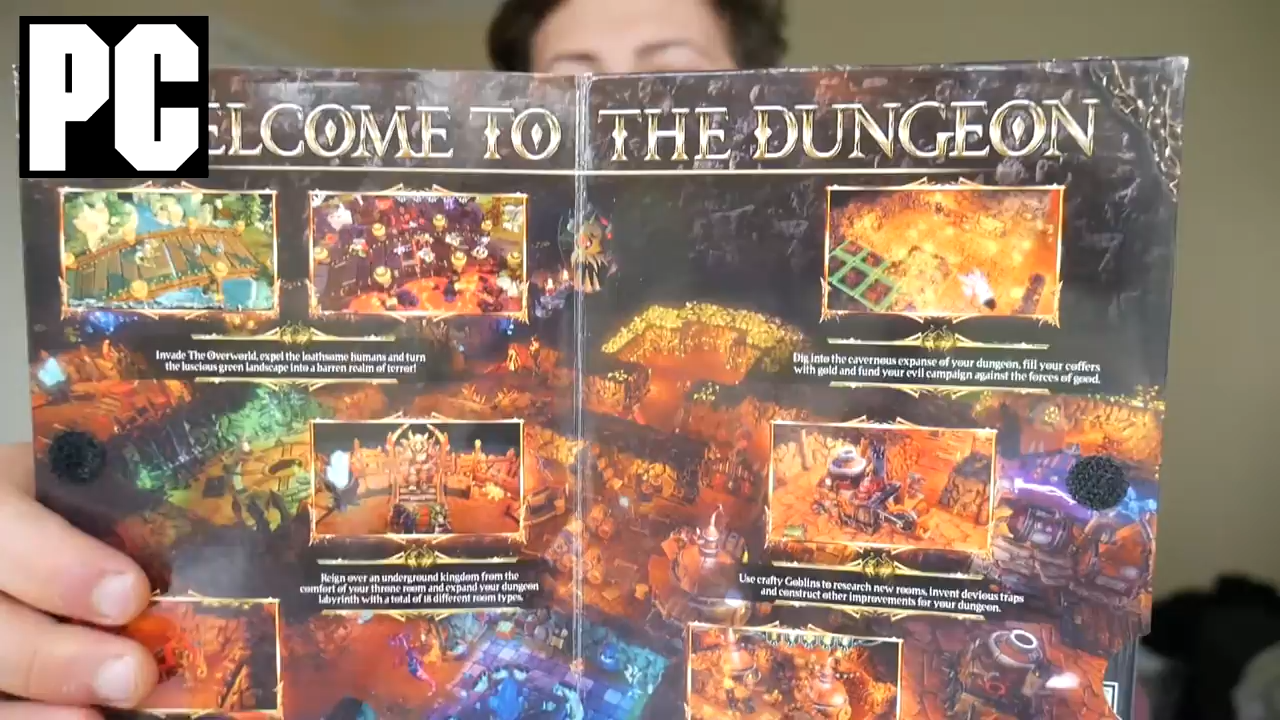 PC
ELCOME TO THE DUNGEON
Invade The Overworld, expel the loathsome humans and turn
the luscious green landscape into a barren realm of terror!
Dig into the cavernous expanse of your dungeon, fill your coffers
with gold and fund your evil campaign against the forces of good.
Reign over an underground kingdom from the
comfort of your throne room and expand your dungeon
labyrinth with a total of 18 different room types.
Use crafty Goblins to research new rooms, invent devious traps
and construct other improvements for your dungeon.